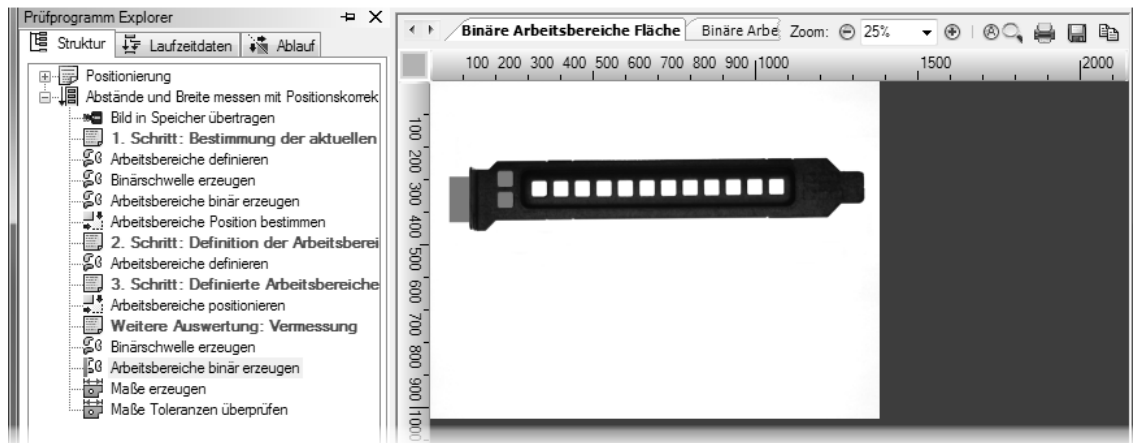 Prüfprogramm Explorer
Struktur Laufzeitdaten Ablauf
Positionierung
Abstände und Breite messen mit Positionskorrek
Bild in Speicher übertragen
1. Schritt: Bestimmung der aktuellen
Arbeitsbereiche definieren
Binärschwelle erzeugen
Arbeitsbereiche binär erzeugen
Arbeitsbereiche Position bestimmen
2. Schritt: Definition der Arbeitsberei
Arbeitsbereiche definieren
3. Schritt: Definierte Arbeitsbereiche
Arbeitsbereiche positionieren
Weitere Auswertung: Vermessung
Binärschwelle erzeugen
Arbeitsbereiche binär erzeugen
Maße erzeugen
Maße Toleranzen überprüfen
Binäre Arbeitsbereiche Fläche Binäre Arbe Zoom: 25%
100 200 300 400 500 600 700 800 900 1000 1500 2000
100
200
300
400
500
600
700
800
900
1000